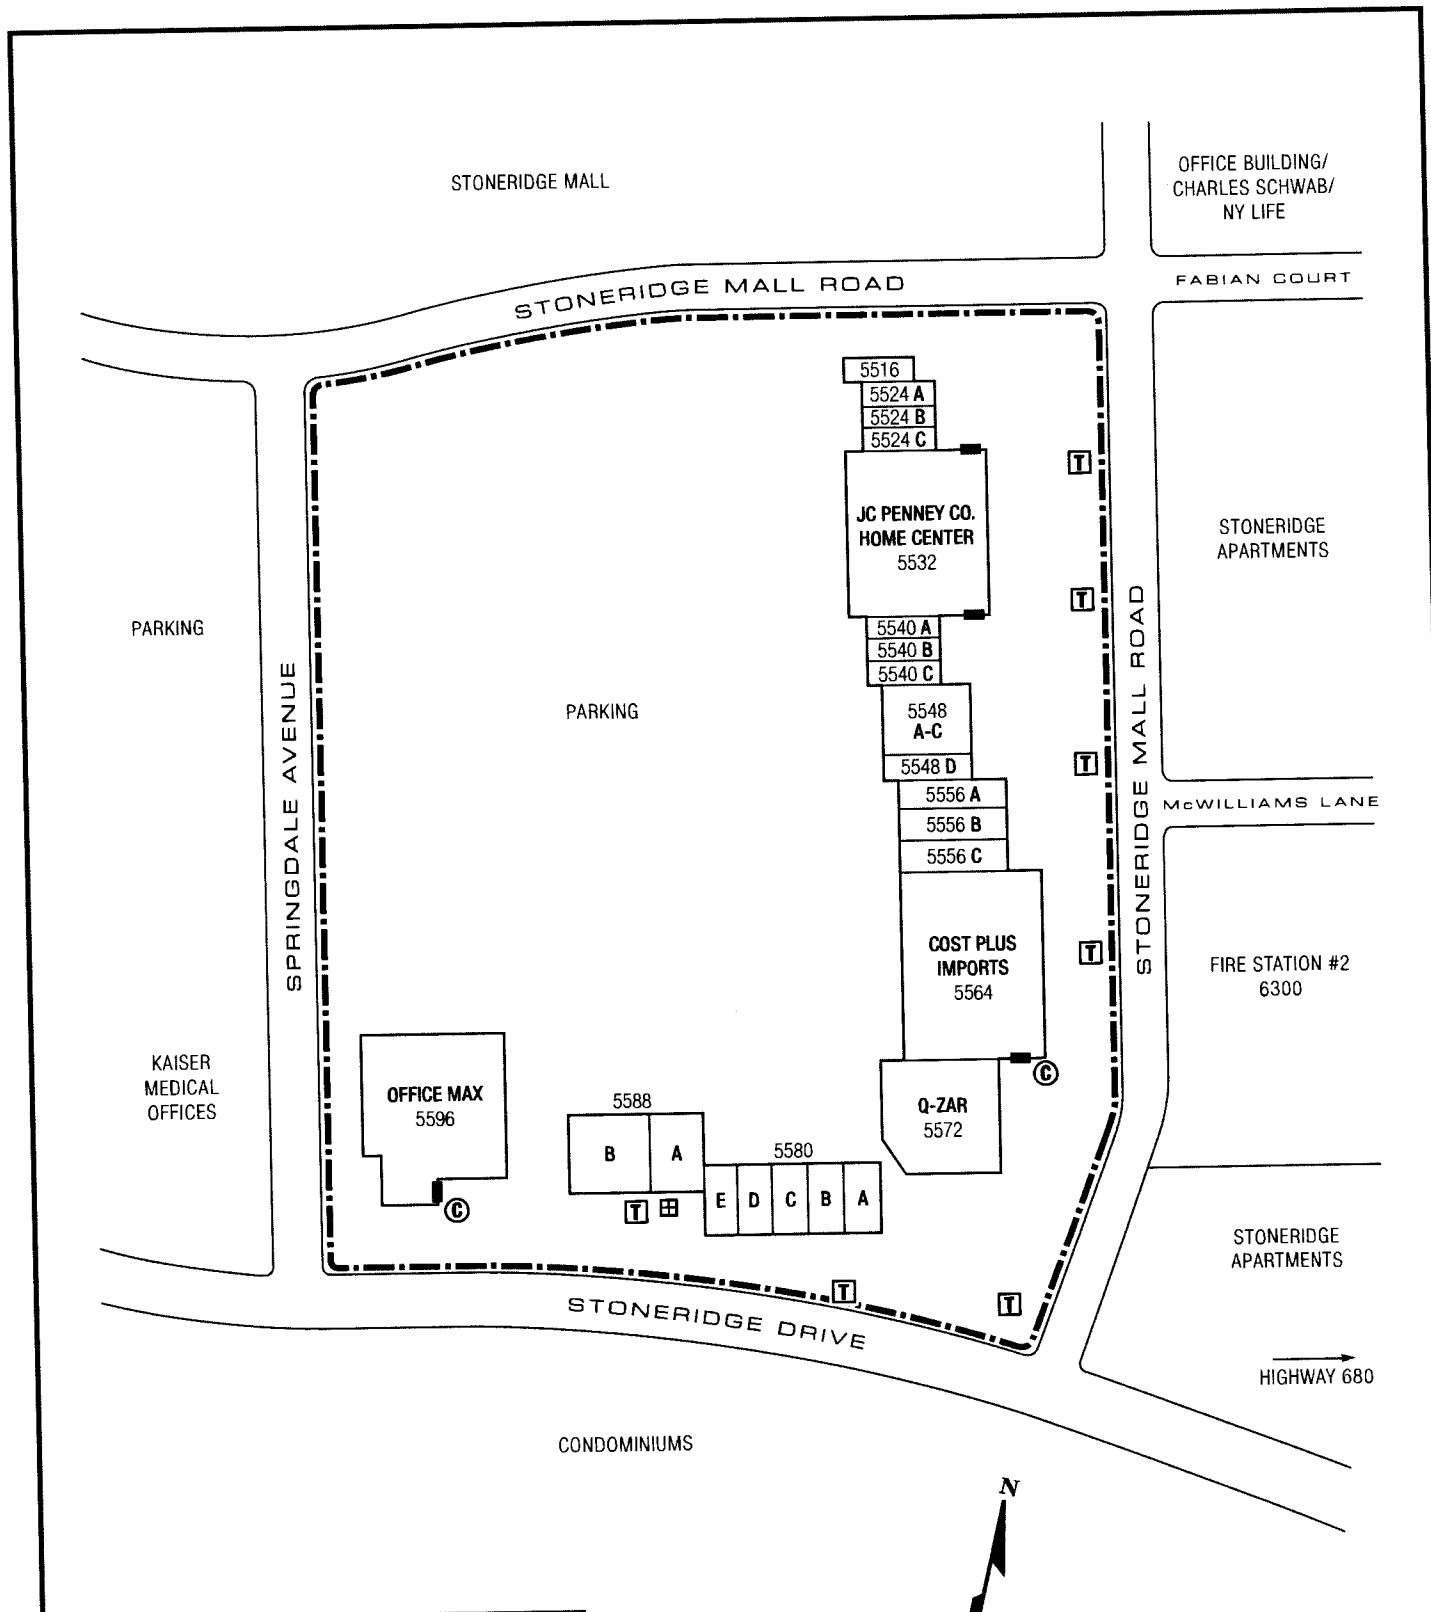 STONERIDGE MALL
OFFICE BUILDING/
CHARLES SCHWAB/
NY LIFE
STONERIDGE MALL ROAD
FABIAN COURT
5516
5524 A
5524 B
5524 C
JC PENNEY CO.
HOME CENTER
5532
T
STONERIDGE
APARTMENTS
T
5540 A
5540 B
5540 C
PARKING
PARKING
SPRINGDALE AVENUE
STONERIDGE MALL ROAD
5548
A-C
5548 D
T
5556 A
5556 B
5556 C
McWILLIAMS LANE
COST PLUS
IMPORTS
5564
T
FIRE STATION #2
6300
KAISER
MEDICAL
OFFICES
OFFICE MAX
5596
C
5588
B
A
T
5580
E
D
C
B
A
Q-ZAR
5572
C
STONERIDGE
APARTMENTS
T
T
STONERIDGE DRIVE
HIGHWAY 680
CONDOMINIUMS
N